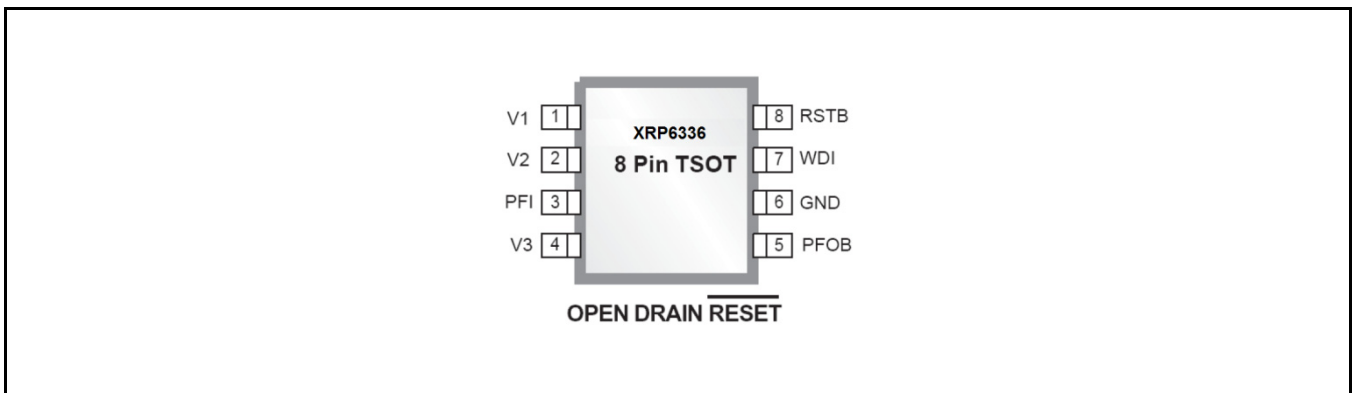 V1 1 XRP6336 8 RSTB
V2 2 8 Pin TSOT 7 WDI
PFI 3 6 GND
V3 4 5 PFOB
OPEN DRAIN RESET